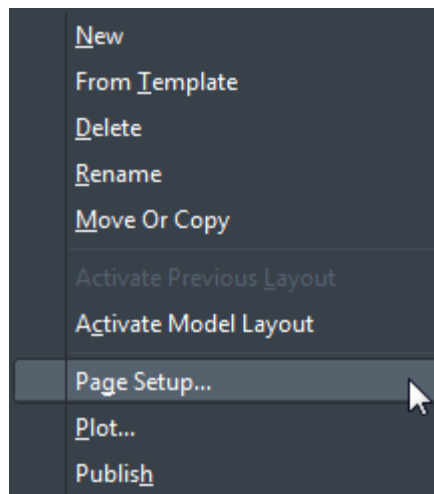 New
From Template
Delete
Rename
Move Or Copy
Activate Previous Layout
Activate Model Layout
Page Setup...
Plot...
Publish